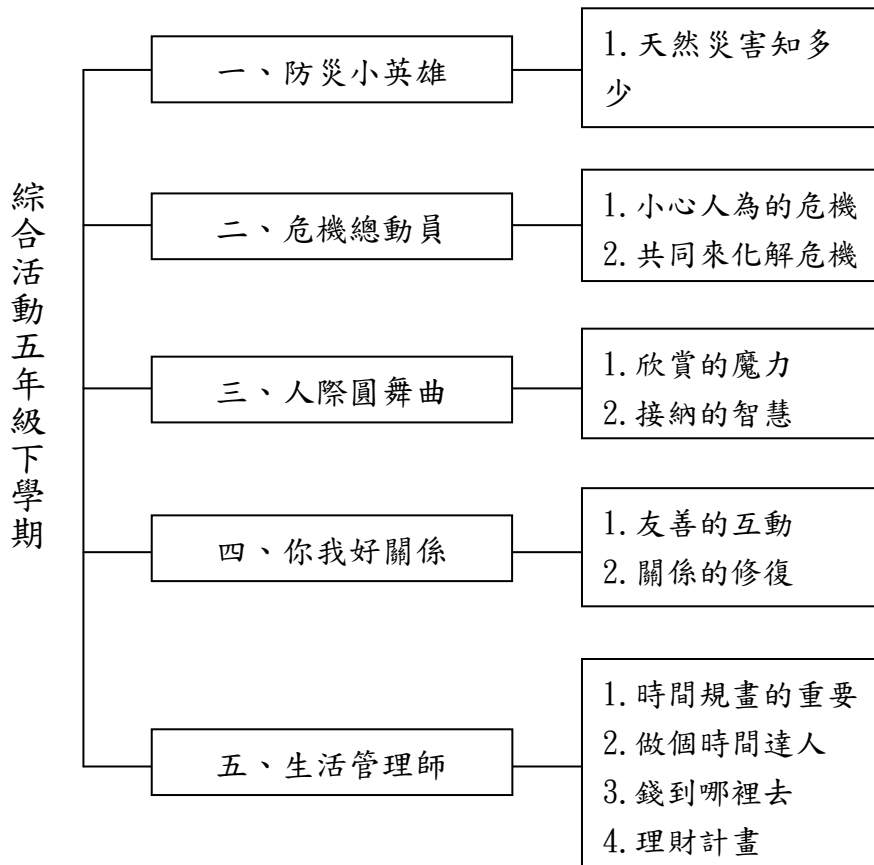 綜合活動五年級下學期
一、防災小英雄
1.天然災害知多
少
二、危機總動員
1.小心人為的危機
2.共同來化解危機
三、人際圓舞曲
1.欣賞的魔力
2.接納的智慧
四、你我好關係
1.友善的互動
2.關係的修復
五、生活管理師
1.時間規畫的重要
2.做個時間達人
3.錢到哪裡去
4.理財計畫